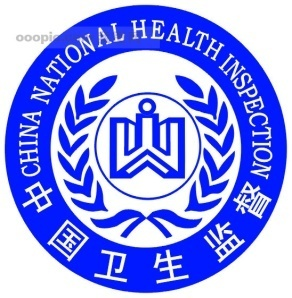 ooopic
CHINA NATIONAL HEALTH INSPECTION
中国卫生监督